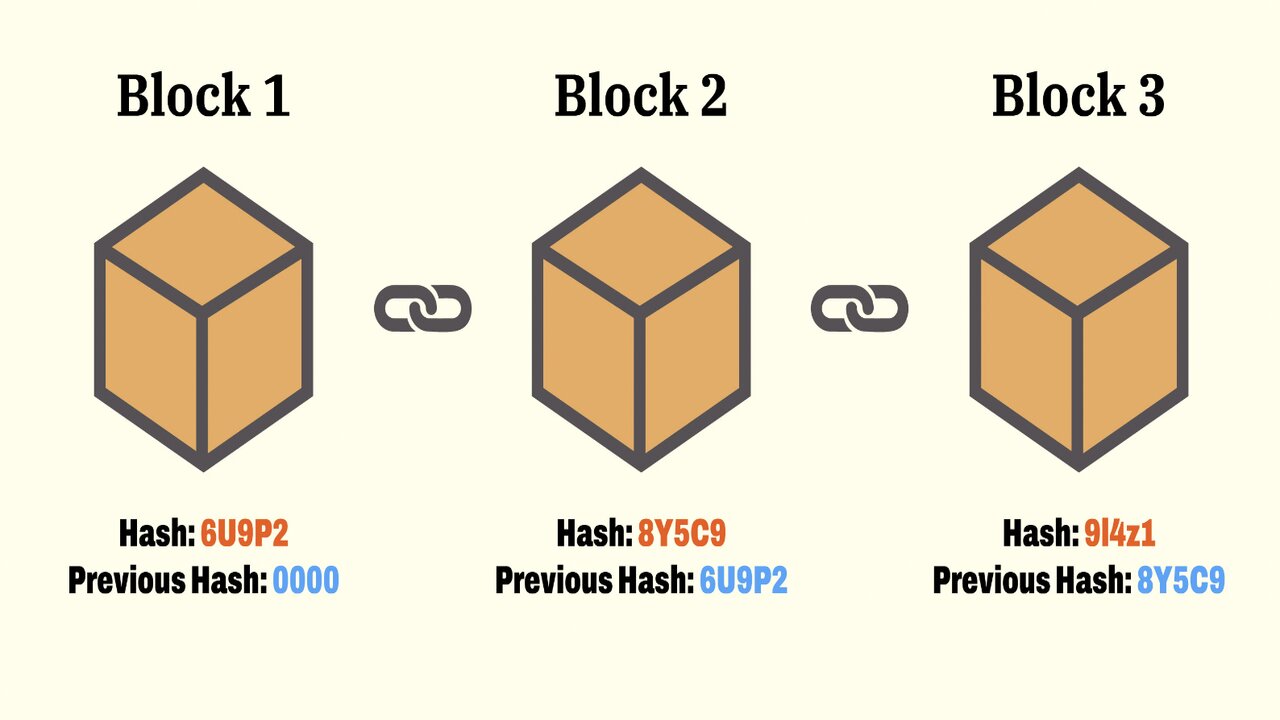 Block 1
Block 2
Block 3
Hash: 6U9P2
Previous Hash: 0000
Hash: 8Y5C9
Previous Hash: 6U9P2
Hash: 9l4z1
Previous Hash: 8Y5C9